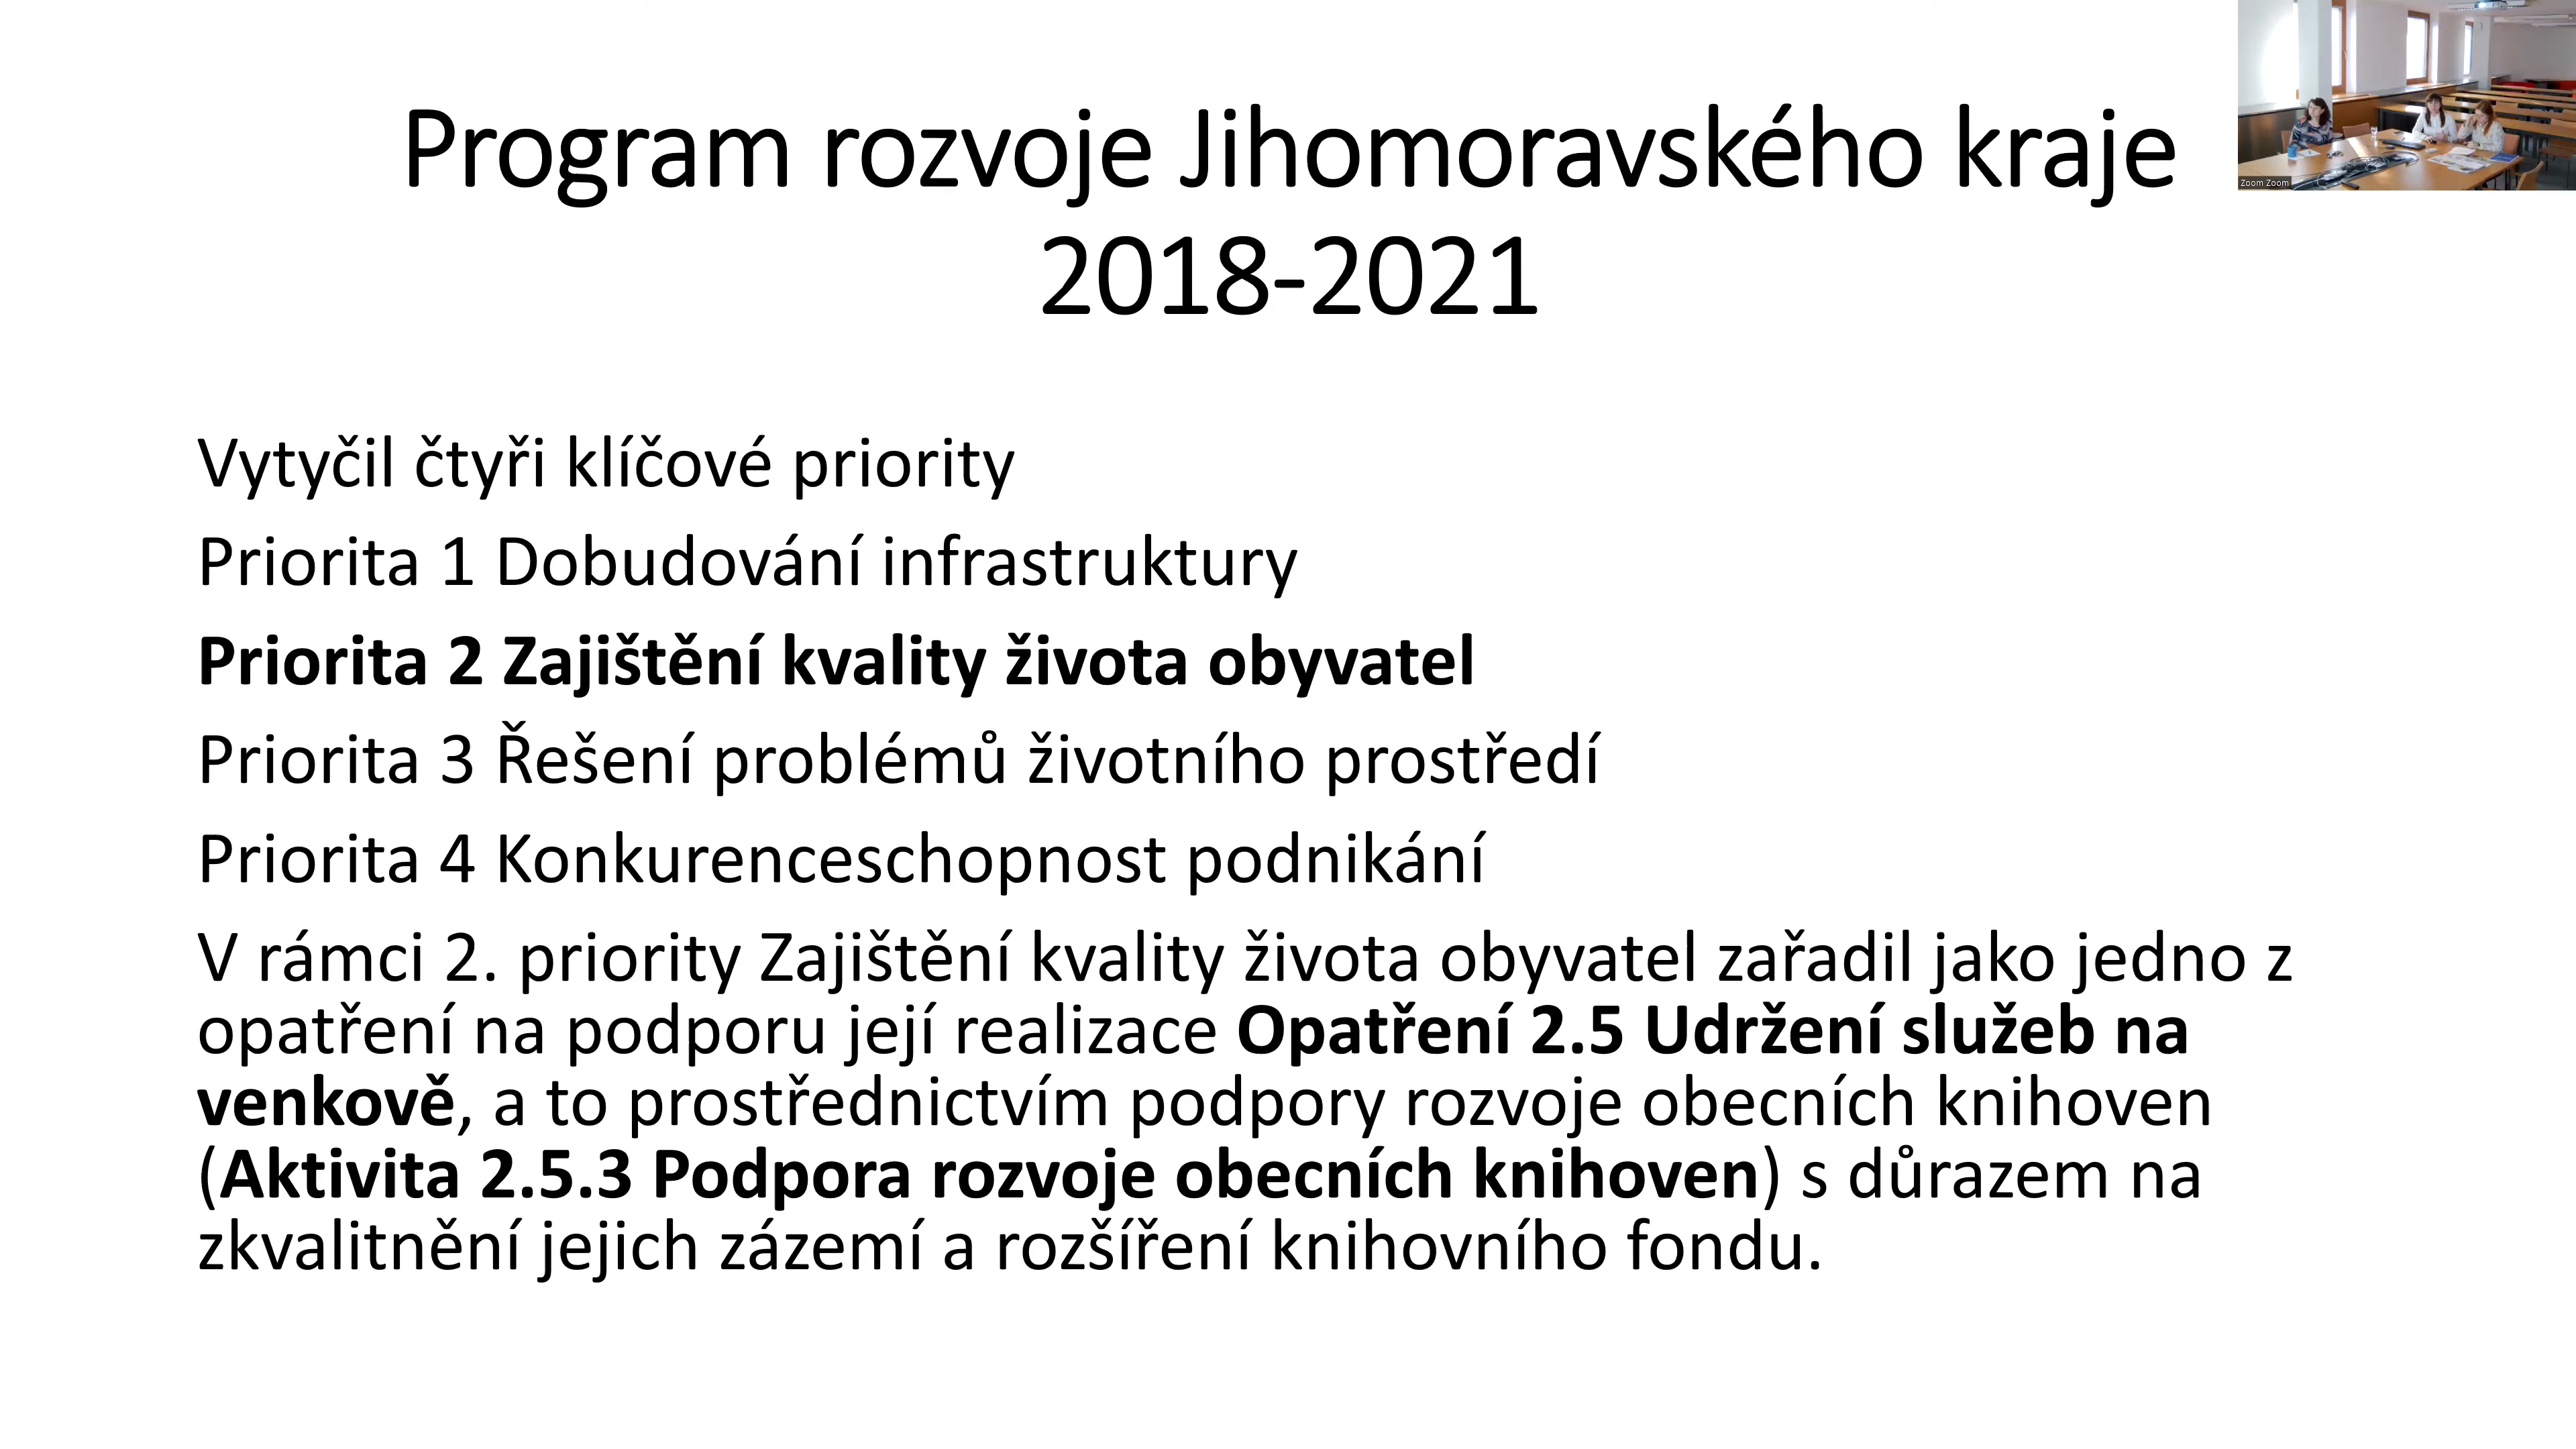 Program rozvoje Jihomoravského kraje
2018-2021
Zoom Zoom
Vytyčil čtyři klíčové priority
Priorita 1 Dobudování infrastruktury
Priorita 2 Zajištění kvality života obyvatel
Priorita 3 Řešení problémů životního prostředí
Priorita 4 Konkurenceschopnost podnikání
V rámci 2. priority Zajištění kvality života obyvatel zařadil jako jedno z
opatření na podporu její realizace Opatření 2.5 Udržení služeb na
venkově, a to prostřednictvím podpory rozvoje obecních knihoven
(Aktivita 2.5.3 Podpora rozvoje obecních knihoven) s důrazem na
zkvalitnění jejich zázemí a rozšíření knihovního fondu.